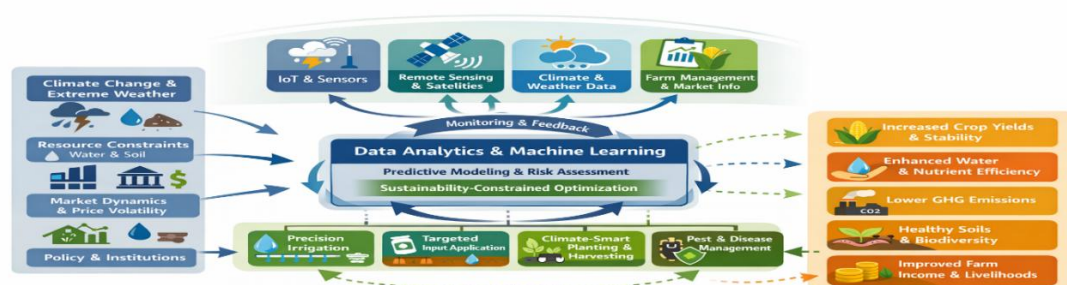 IoT & Sensors
Remote Sensing
& Satelities
Climate &
Weather Data
Farm Management
& Market Info
Climate Change &
Extreme Weather
Resource Constraints
Water & Soil
Market Dynamics
& Price Volatility
Policy & Institutions
Monitoring & Feedback
Data Analytics & Machine Learning
Predictive Modeling & Risk Assessment
Sustainability-Constrained Optimization
Precision
Irrigation
Targeted
Input Application
Climate-Smart
Planting &
Harvesting
Pest & Disease
Management
Increased Crop Yields
& Stability
Enhanced Water
& Nutrient Efficiency
Lower GHG Emissions
CO2
Healthy Soils
& Biodiversity
Improved Farm
Income & Livelihoods